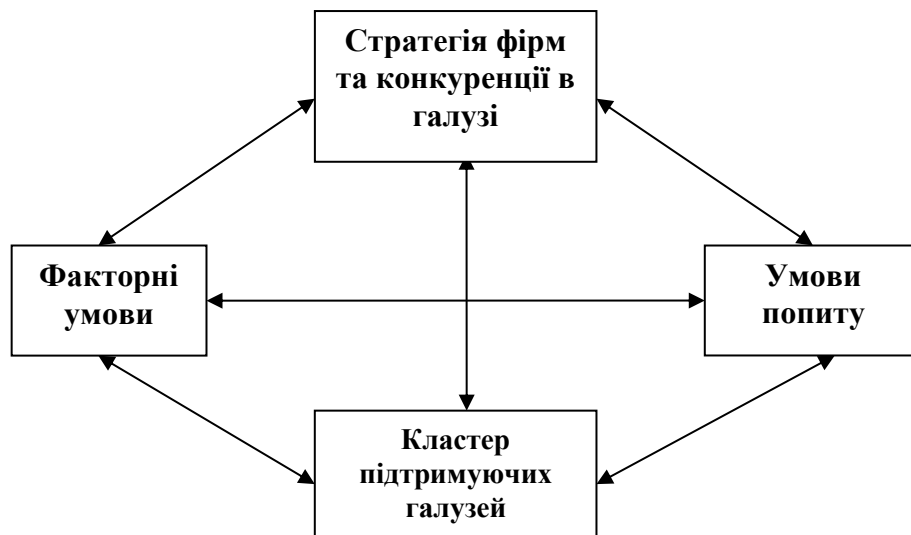 Стратегія фірм
та конкуренції в
галузі
Факторні
умови
Умови
попиту
Кластер
підтримуючих
галузей